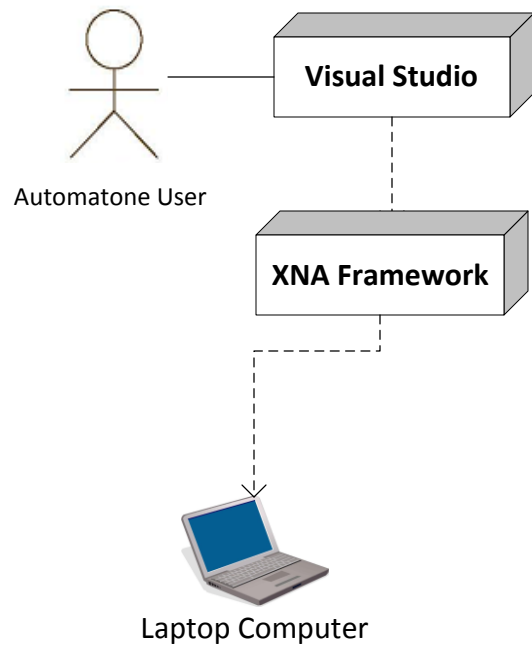 Visual Studio
Automatone User
XNA Framework
Laptop Computer